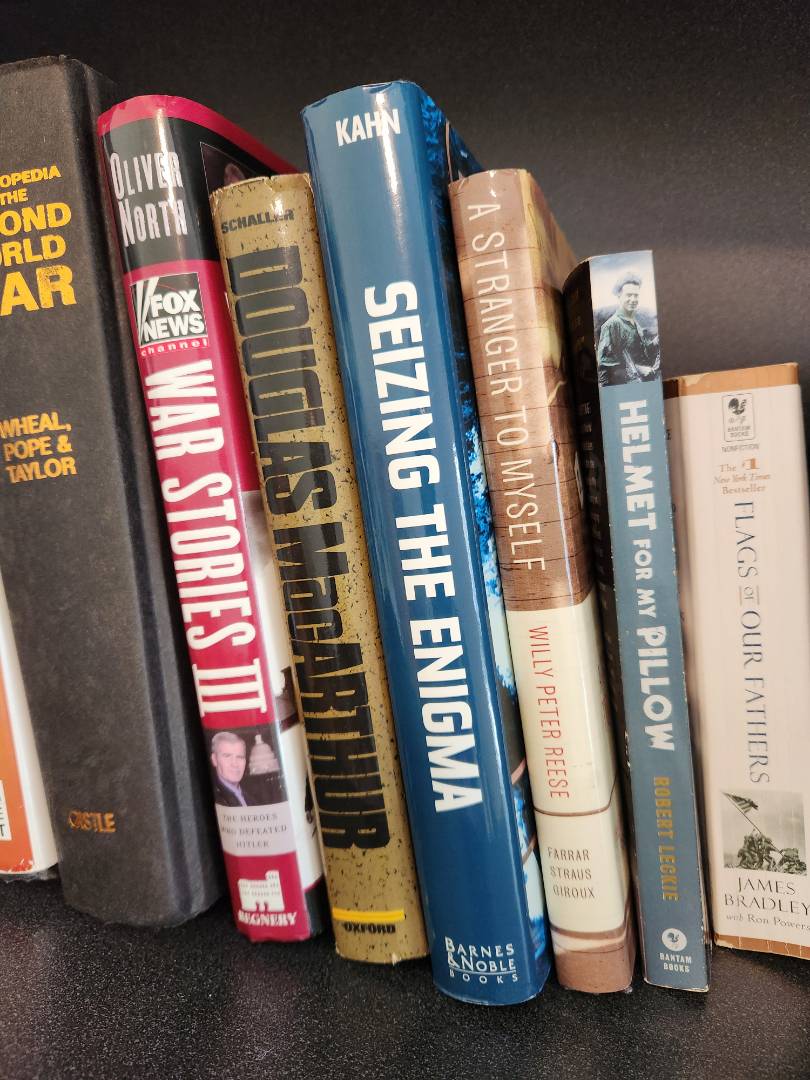 OPEDIA
THE
OND
RLD
AR
WHEAL,
POPE &
TAYLOR
CASTLE
OLIVER
NORTH
FOX
NEWS
channel
WAR STORIES III
THE HEROES
WHO DEFEATED
HITLER
REGNERY
SCHALLER
DOUGLAS MacARTHUR
OXFORD
KAHN
SEIZING THE ENIGMA
BARNES
& NOBLE
BOOKS
A STRANGER TO MYSELF
WILLY PETER REESE
FARRAR
STRAUS
GIROUX
HELMET FOR MY PILLOW
ROBERT LECKIE
BANTAM
BOOKS
BANTAM
BOOKS
NONFICTION
The #1
New York Times
Bestseller
FLAGS OF OUR FATHERS
JAMES
BRADLEY
with Ron Powers